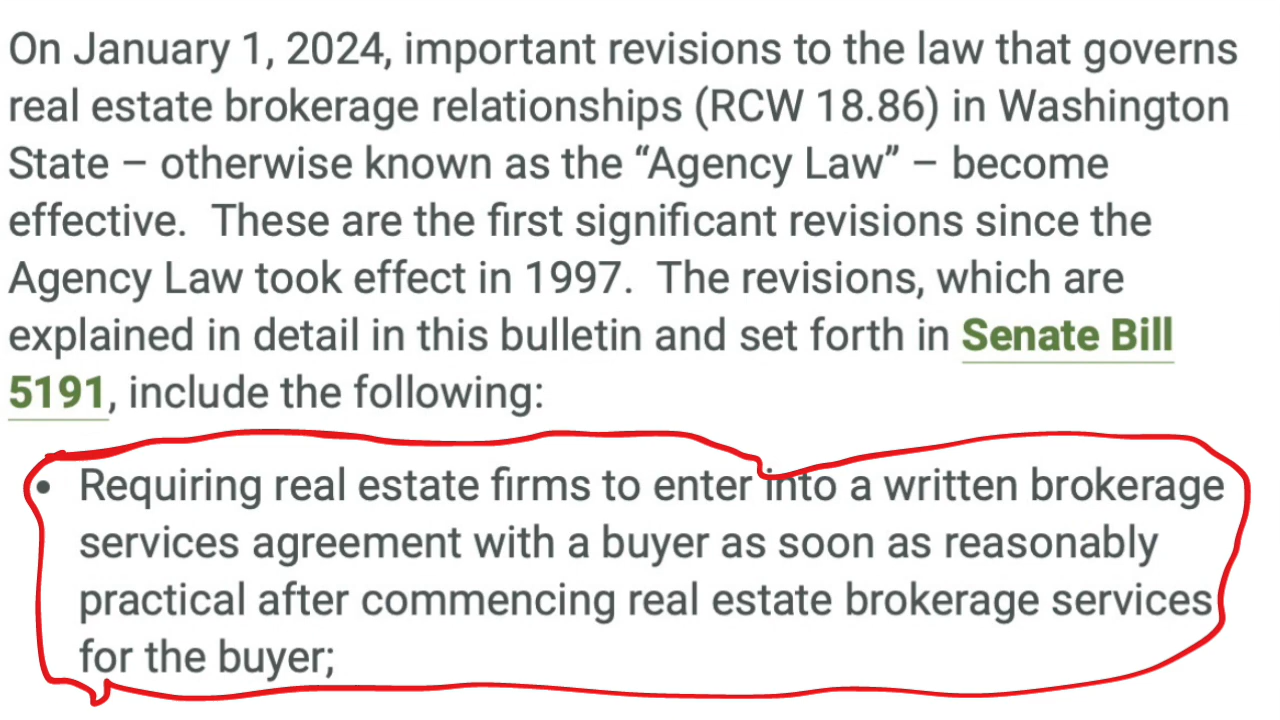 On January 1, 2024, important revisions to the law that governs
real estate brokerage relationships (RCW 18.86) in Washington
State – otherwise known as the “Agency Law” – become
effective.  These are the first significant revisions since the
Agency Law took effect in 1997.  The revisions, which are
explained in detail in this bulletin and set forth in Senate Bill
5191, include the following:
• Requiring real estate firms to enter into a written brokerage
services agreement with a buyer as soon as reasonably
practical after commencing real estate brokerage services
for the buyer;